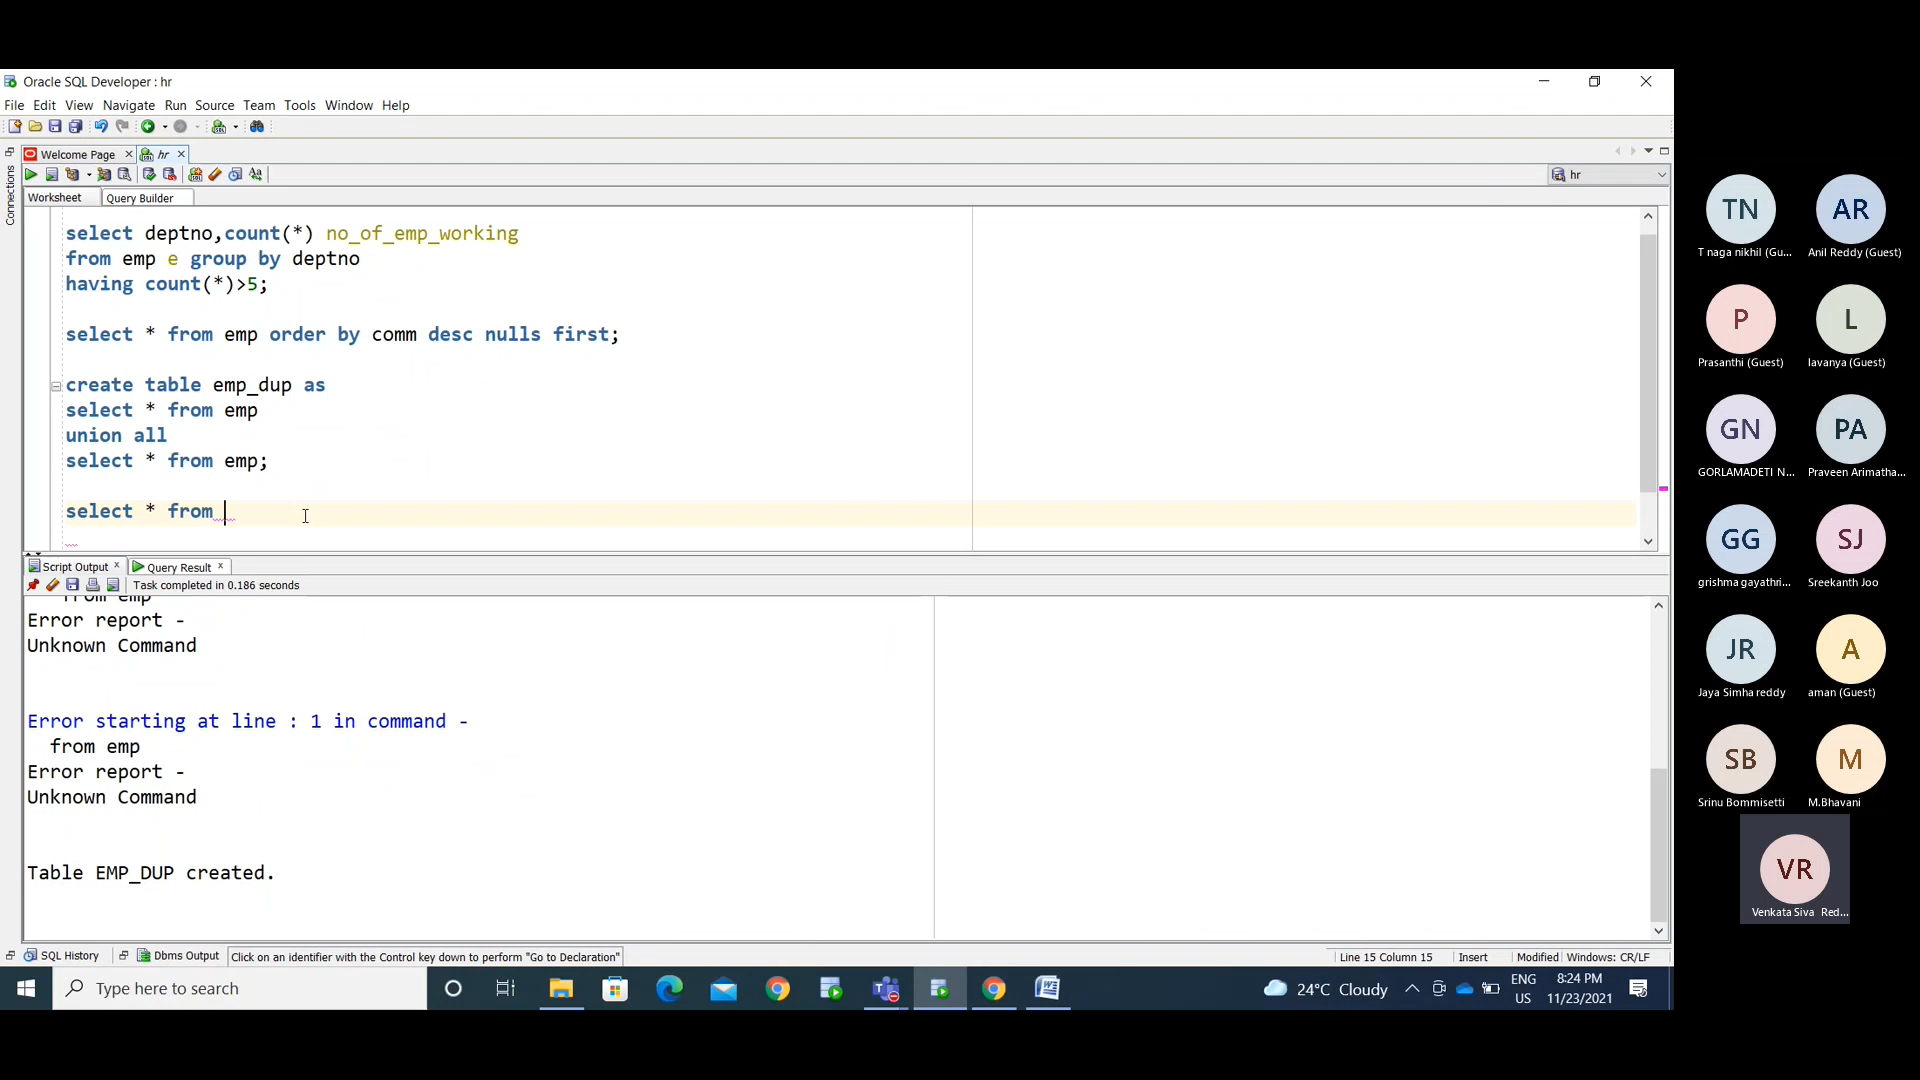 Oracle SQL Developer : hr
File Edit View Navigate Run Source Team Tools Window Help
Welcome Page
hr
hr
Connections
Worksheet
Query Builder
select deptno,count(*) no_of_emp_working
from emp e group by deptno
having count(*)>5;
select * from emp order by comm desc nulls first;
create table emp_dup as
select * from emp
union all
select * from emp;
select * from
Script Output
Query Result
Task completed in 0.186 seconds
from emp
Error report -
Unknown Command
Error starting at line : 1 in command -
from emp
Error report -
Unknown Command
Table EMP_DUP created.
SQL History
Dbms Output
Click on an identifier with the Control key down to perform "Go to Declaration"
Line 15 Column 15
Insert
Modified
Windows: CR/LF
Type here to search
24°C Cloudy
ENG
US
8:24 PM
11/23/2021
TN
T naga nikhil (Gu...
AR
Anil Reddy (Guest)
P
Prasanthi (Guest)
L
lavanya (Guest)
GN
GORLAMADETI N...
PA
Praveen Arimatha...
GG
grishma gayathri...
SJ
Sreekanth Joo
JR
Jaya Simha reddy
A
aman (Guest)
SB
Srinu Bommisetti
M
M.Bhavani
VR
Venkata Siva Red...